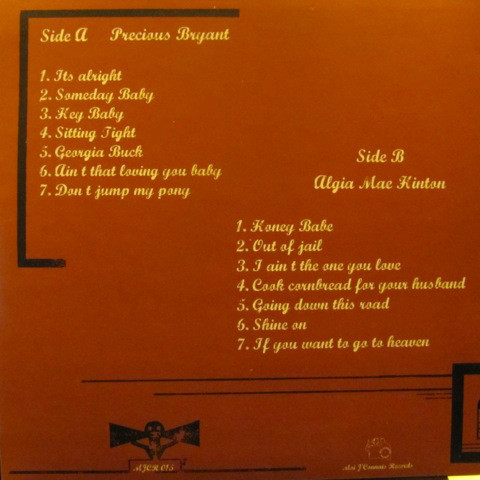 Side A Precious Bryant
1. Its alright
2. Someday Baby
3. Hey Baby
4. Sitting Tight
5. Georgia Buck
6. Ain t that loving you baby
7. Don t jump my pony
Side B
Algia Mae Hinton
1. Honey Babe
2. Out of jail
3. I ain t the one you love
4. Cook cornbread for your husband
5. Going down this road
6. Shine on
7. If you want to go to heaven
Records